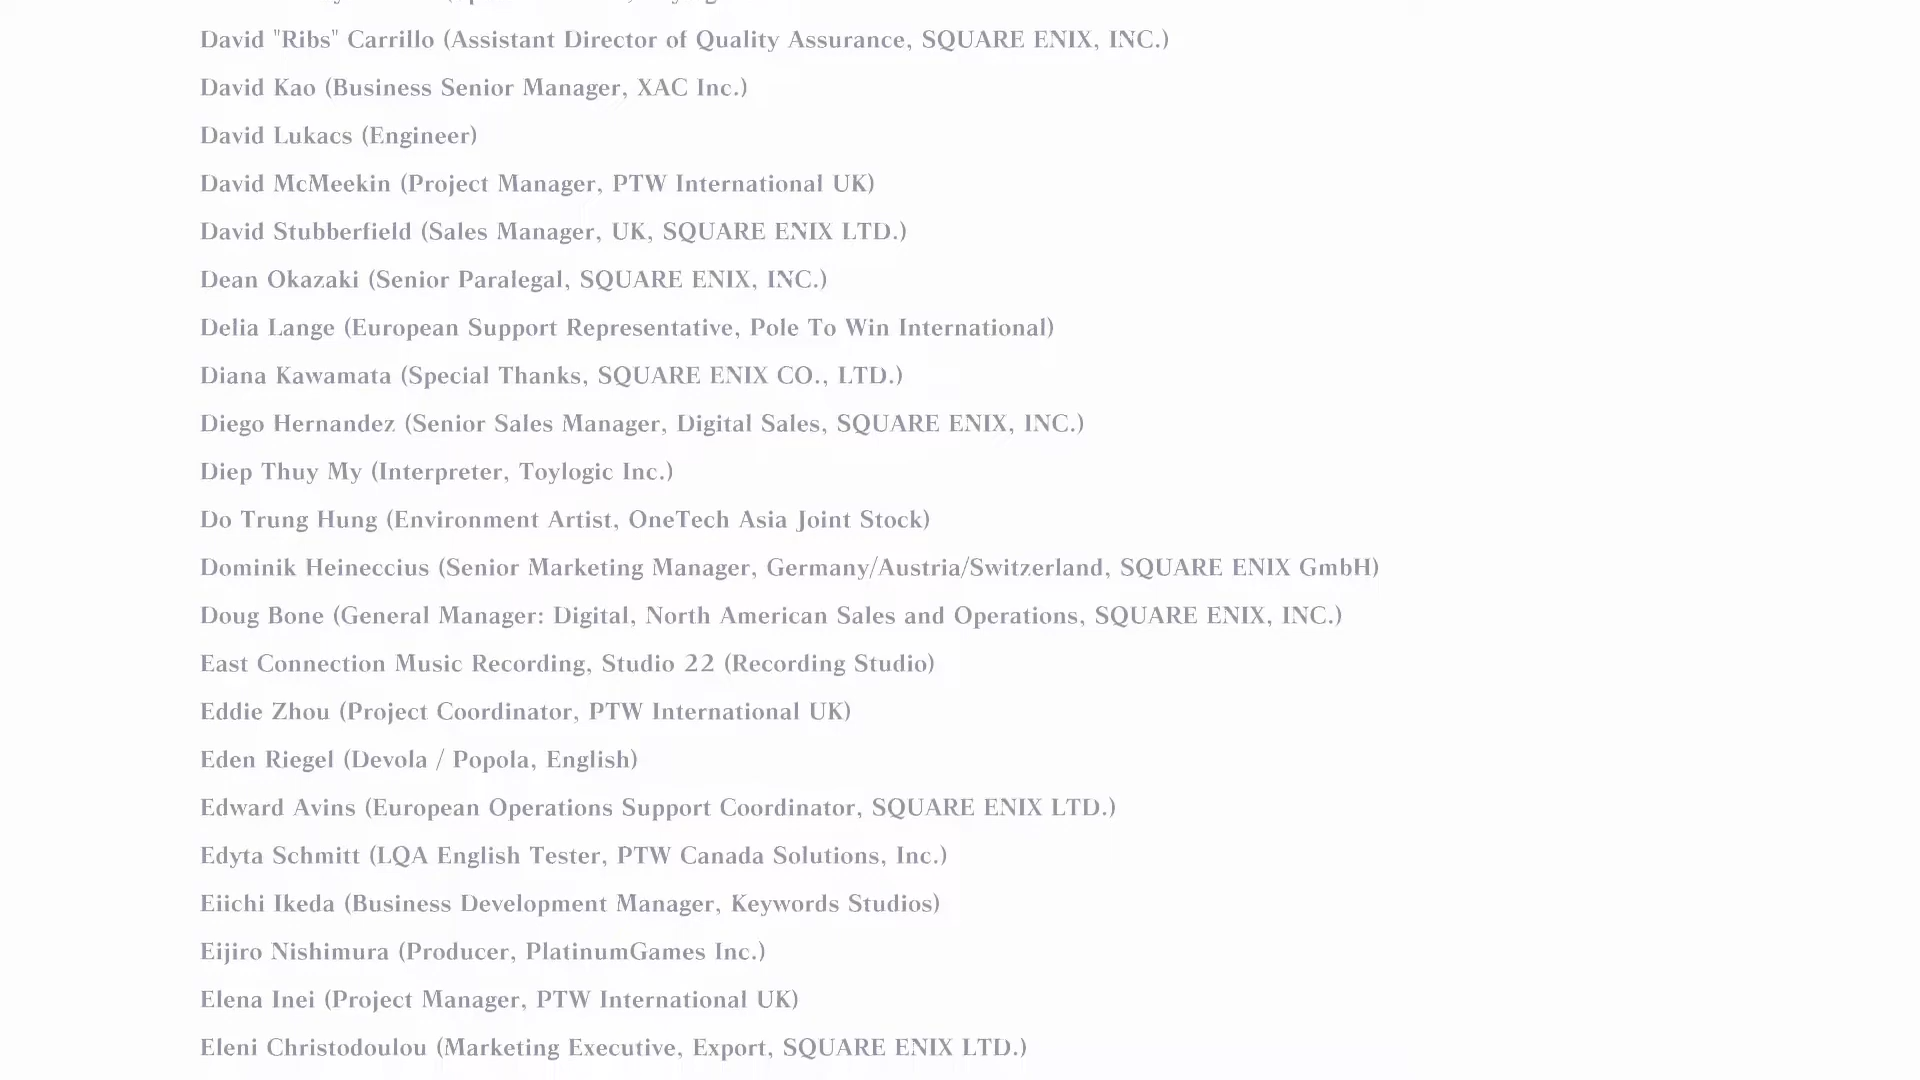 David "Ribs" Carrillo (Assistant Director of Quality Assurance, SQUARE ENIX, INC.)
David Kao (Business Senior Manager, XAC Inc.)
David Lukacs (Engineer)
David McMeekin (Project Manager, PTW International UK)
David Stubberfield (Sales Manager, UK, SQUARE ENIX LTD.)
Dean Okazaki (Senior Paralegal, SQUARE ENIX, INC.)
Delia Lange (European Support Representative, Pole To Win International)
Diana Kawamata (Special Thanks, SQUARE ENIX CO., LTD.)
Diego Hernandez (Senior Sales Manager, Digital Sales, SQUARE ENIX, INC.)
Diep Thuy My (Interpreter, Toylogic Inc.)
Do Trung Hung (Environment Artist, OneTech Asia Joint Stock)
Dominik Heineccius (Senior Marketing Manager, Germany/Austria/Switzerland, SQUARE ENIX GmbH)
Doug Bone (General Manager: Digital, North American Sales and Operations, SQUARE ENIX, INC.)
East Connection Music Recording, Studio 22 (Recording Studio)
Eddie Zhou (Project Coordinator, PTW International UK)
Eden Riegel (Devola / Popola, English)
Edward Avins (European Operations Support Coordinator, SQUARE ENIX LTD.)
Edyta Schmitt (LQA English Tester, PTW Canada Solutions, Inc.)
Eiichi Ikeda (Business Development Manager, Keywords Studios)
Eijiro Nishimura (Producer, PlatinumGames Inc.)
Elena Inei (Project Manager, PTW International UK)
Eleni Christodoulou (Marketing Executive, Export, SQUARE ENIX LTD.)